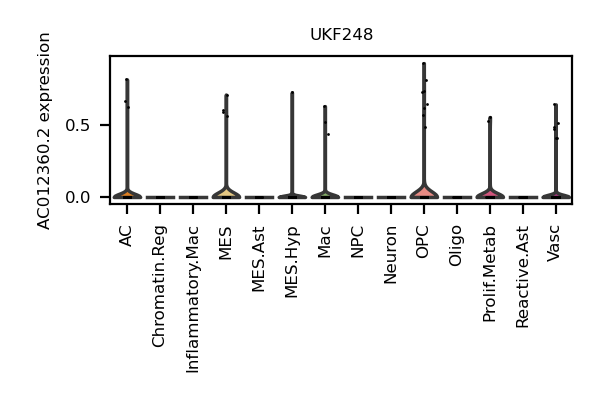 UKF248
AC012360.2 expression
0.5
0.0
AC
Chromatin.Reg
Inflammatory.Mac
MES
MES.Ast
MES.Hyp
Mac
NPC
Neuron
OPC
Oligo
Prolif.Metab
Reactive.Ast
Vasc